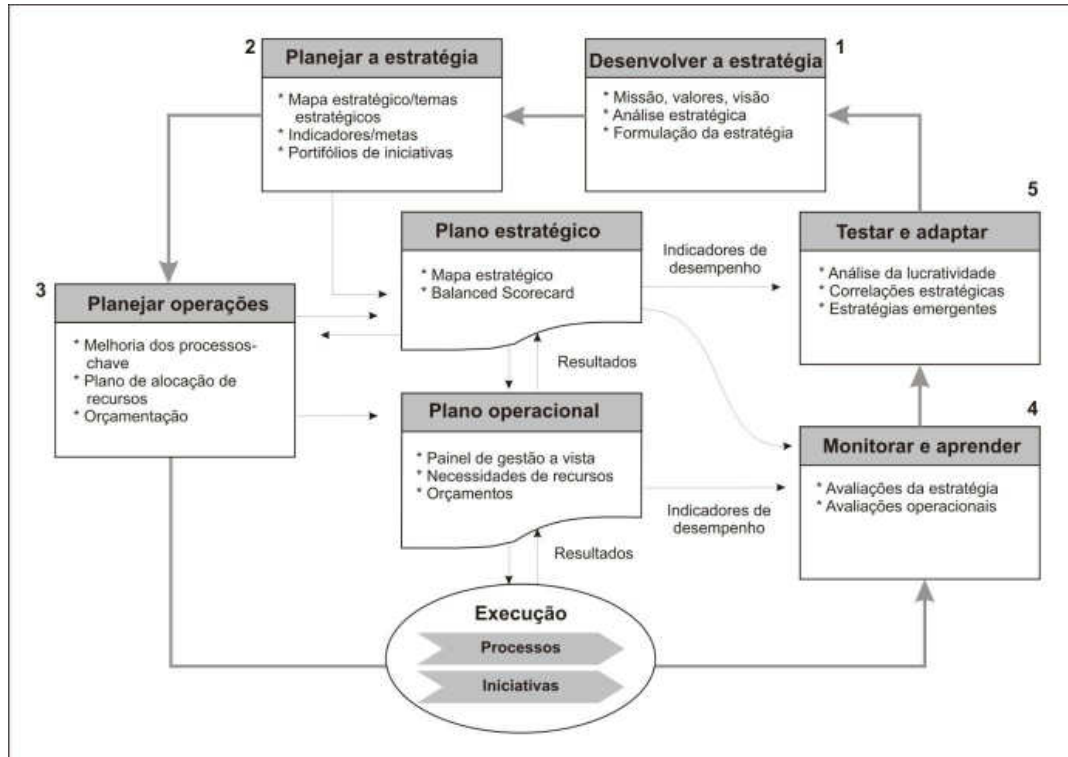 2
Planejar a estratégia
* Mapa estratégico/temas
estratégicos
* Indicadores/metas
* Portifólios de iniciativas
1
Desenvolver a estratégia
* Missão, valores, visão
* Análise estratégica
* Formulação da estratégia
5
Testar e adaptar
* Análise da lucratividade
* Correlações estratégicas
* Estratégias emergentes
Plano estratégico
* Mapa estratégico
* Balanced Scorecard
Indicadores de
desempenho
3
Planejar operações
* Melhoria dos processos-
chave
* Plano de alocação de
recursos
* Orçamentação
Resultados
Plano operacional
* Painel de gestão a vista
* Necessidades de recursos
* Orçamentos
Indicadores de
desempenho
4
Monitorar e aprender
* Avaliações da estratégia
* Avaliações operacionais
Resultados
Execução
Processos
Iniciativas